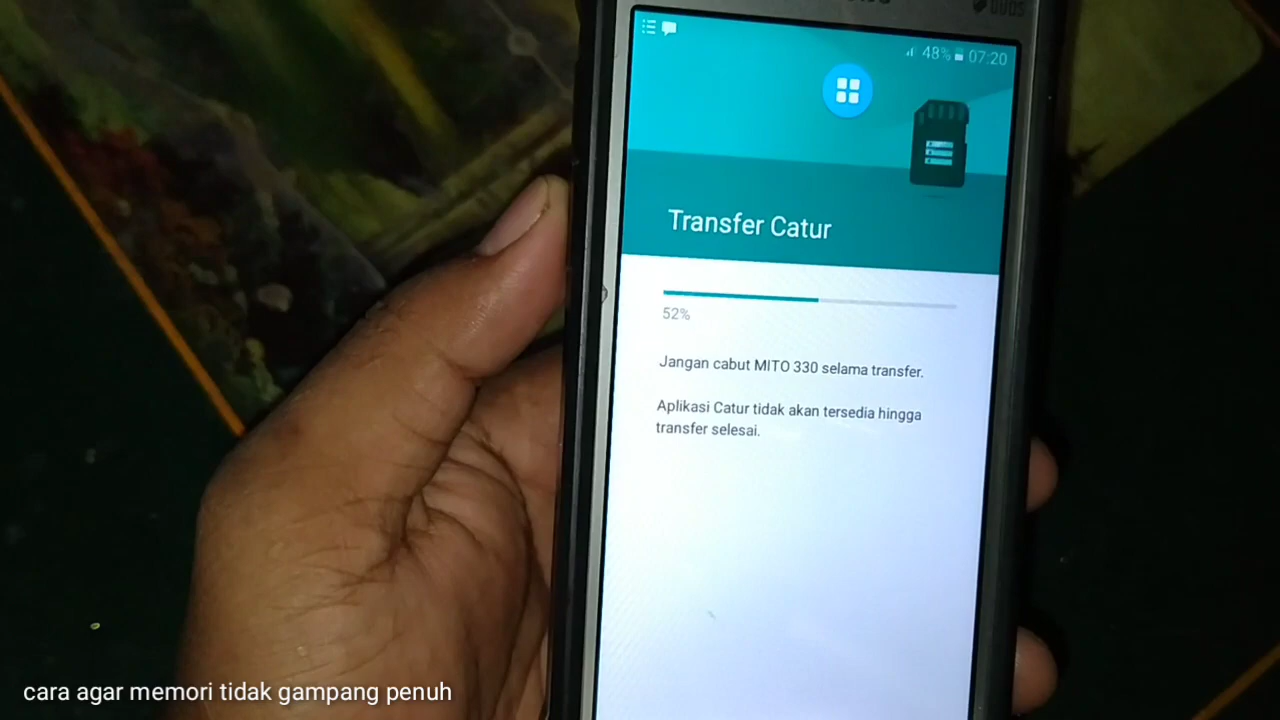 DUOS
48% 07:20
Transfer Catur
52%
Jangan cabut MITO 330 selama transfer.
Aplikasi Catur tidak akan tersedia hingga
transfer selesai.
cara agar memori tidak gampang penuh